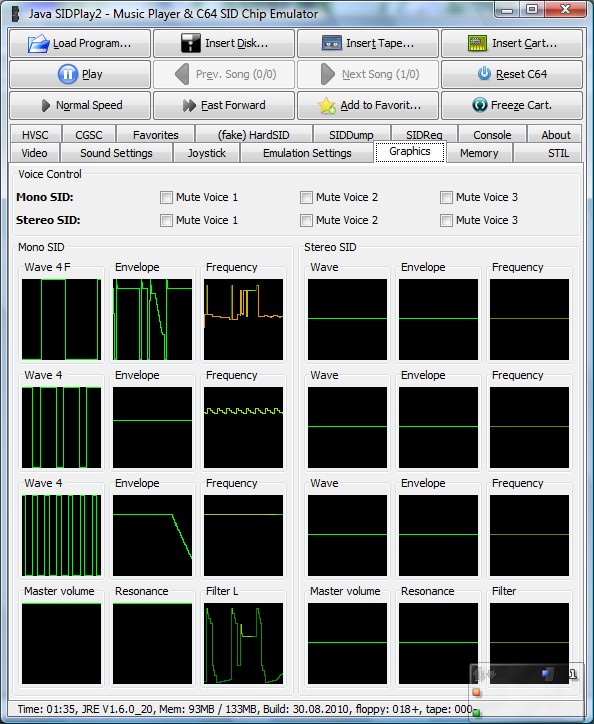 Java SIDPlay2 - Music Player & C64 SID Chip Emulator
Load Program... Insert Disk... Insert Tape... Insert Cart...
Play Prev. Song (0/0) Next Song (1/0) Reset C64
Normal Speed Fast Forward Add to Favorit... Freeze Cart.
HVSC CGSC Favorites (fake) HardSID SIDDump SIDReg Console About
Video Sound Settings Joystick Emulation Settings Graphics Memory STIL
Voice Control
Mono SID: Mute Voice 1 Mute Voice 2 Mute Voice 3
Stereo SID: Mute Voice 1 Mute Voice 2 Mute Voice 3
Mono SID Stereo SID
Wave 4 F Envelope Frequency Wave Envelope Frequency
Wave 4 Envelope Frequency Wave Envelope Frequency
Wave 4 Envelope Frequency Wave Envelope Frequency
Master volume Resonance Filter L Master volume Resonance Filter
Time: 01:35, JRE V1.6.0_20, Mem: 93MB / 133MB, Build: 30.08.2010, floppy: 018+, tape: 000